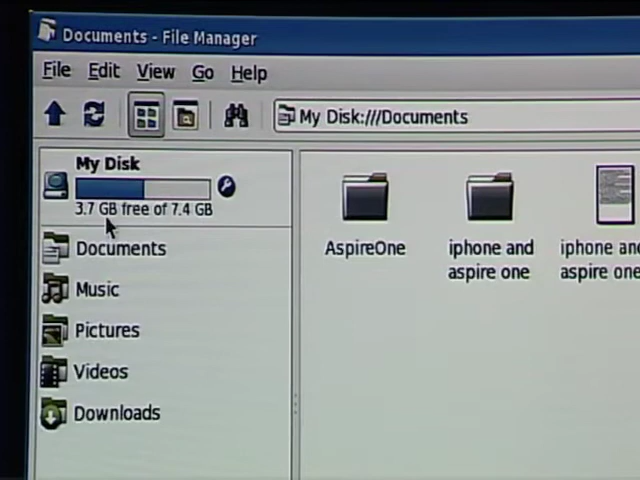 Documents - File Manager
File Edit View Go Help
My Disk:///Documents
My Disk
3.7 GB free of 7.4 GB
Documents
Music
Pictures
Videos
Downloads
AspireOne
iphone and
aspire one
iphone and
aspire one